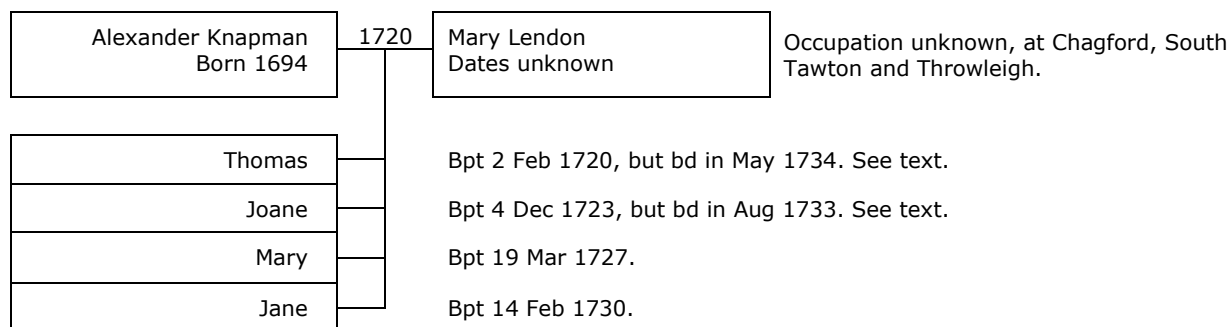 Alexander Knapman
Born 1694
1720
Mary Lendon
Dates unknown
Occupation unknown, at Chagford, South
Tawton and Throwleigh.
Thomas
Bpt 2 Feb 1720, but bd in May 1734. See text.
Joane
Bpt 4 Dec 1723, but bd in Aug 1733. See text.
Mary
Bpt 19 Mar 1727.
Jane
Bpt 14 Feb 1730.